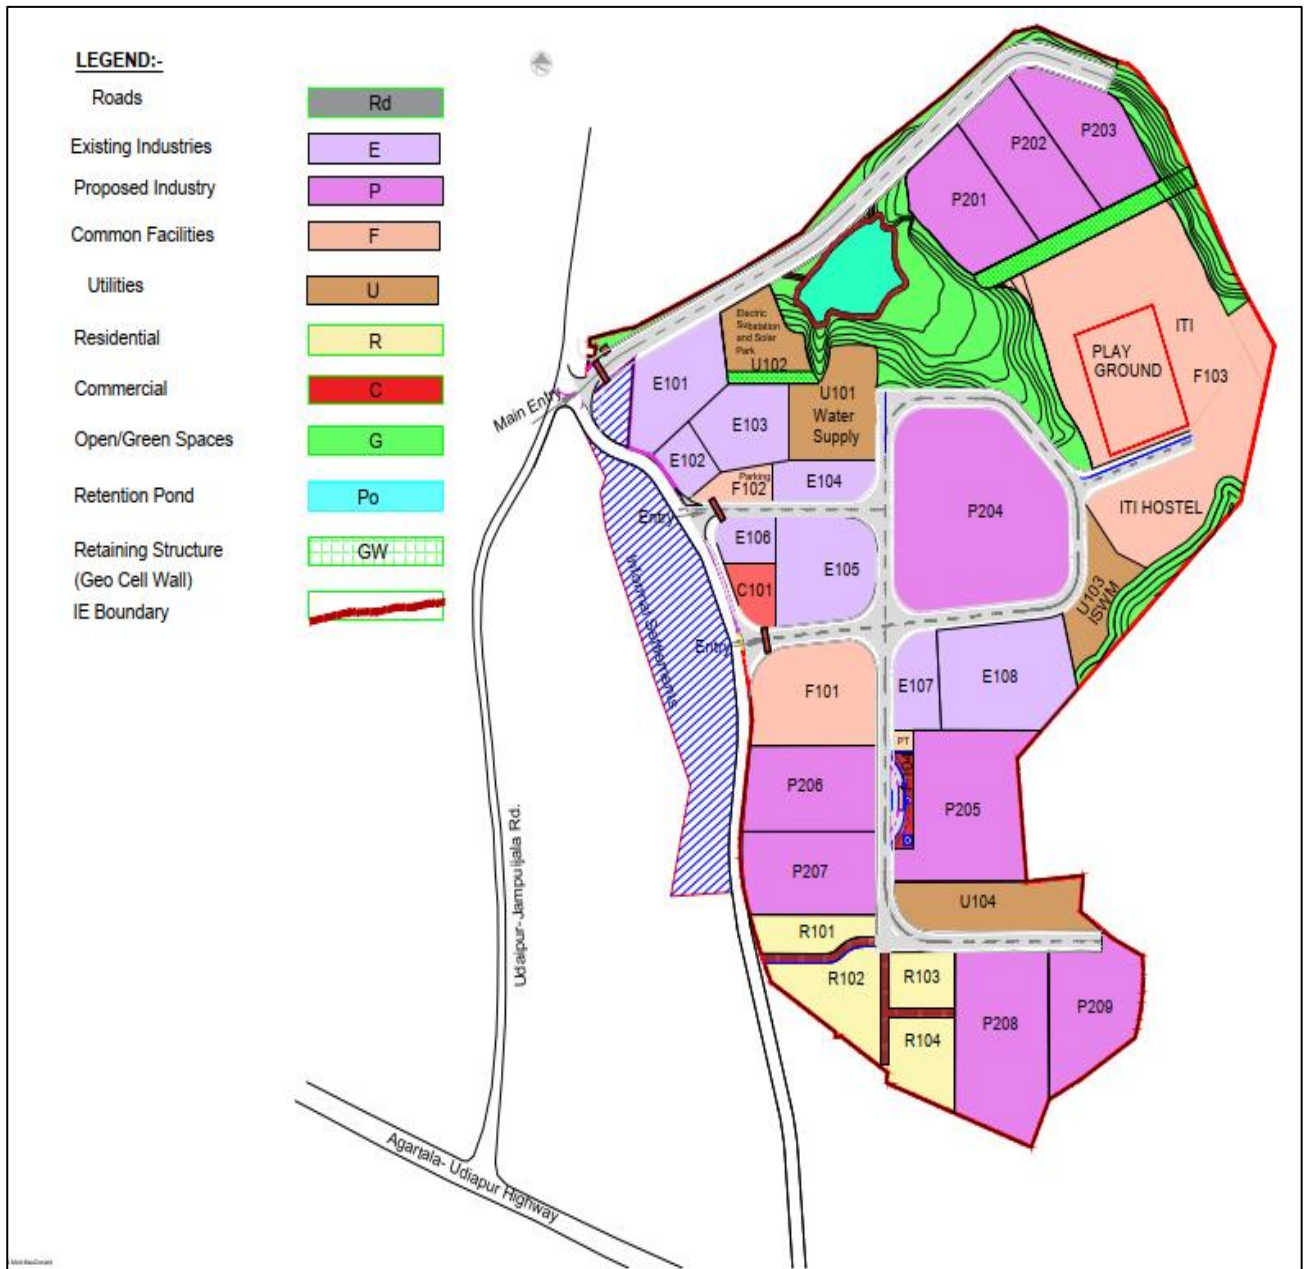 LEGEND:-
Roads
Rd
Existing Industries
E
Proposed Industry
P
Common Facilities
F
Utilities
U
Residential
R
Commercial
C
Open/Green Spaces
G
Retention Pond
Po
Retaining Structure
(Geo Cell Wall)
GW
IE Boundary
P203
P202
P201
ITI
PLAY
GROUND
F103
ITI HOSTEL
Electric
Substation
and Solar
Park
U102
E101
U101
Water
Supply
Main Entry
E103
E102
Parking
F102
E104
P204
Entry
E106
E105
C101
U103
ISWM
Informal Settlements
Entry
F101
E107
E108
PT
P206
P205
P207
U104
R101
R102
R103
R104
P208
P209
Udaipur-Jampuijala Rd.
Agartala- Udiapur Highway